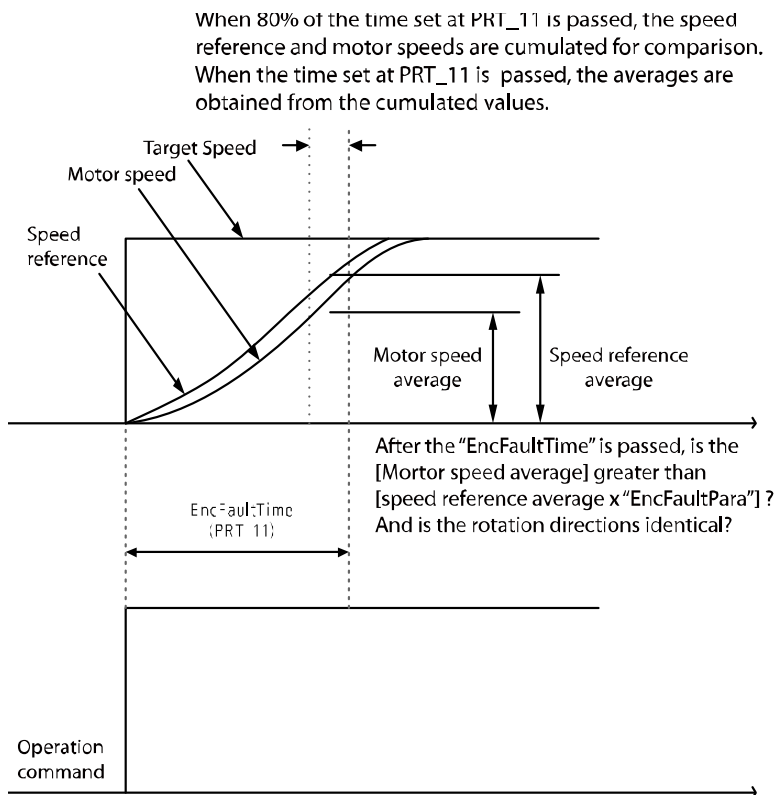 When 80% of the time set at PRT_11 is passed, the speed
reference and motor speeds are cumulated for comparison.
When the time set at PRT_11 is passed, the averages are
obtained from the cumulated values.
Target Speed
Motor speed
Speed
reference
Motor speed
average
Speed reference
average
After the “EncFaultTime” is passed, is the
[Mortor speed average] greater than
[speed reference average x “EncFaultPara”] ?
And is the rotation directions identical?
EncFaultTime
(PRT 11)
Operation
command